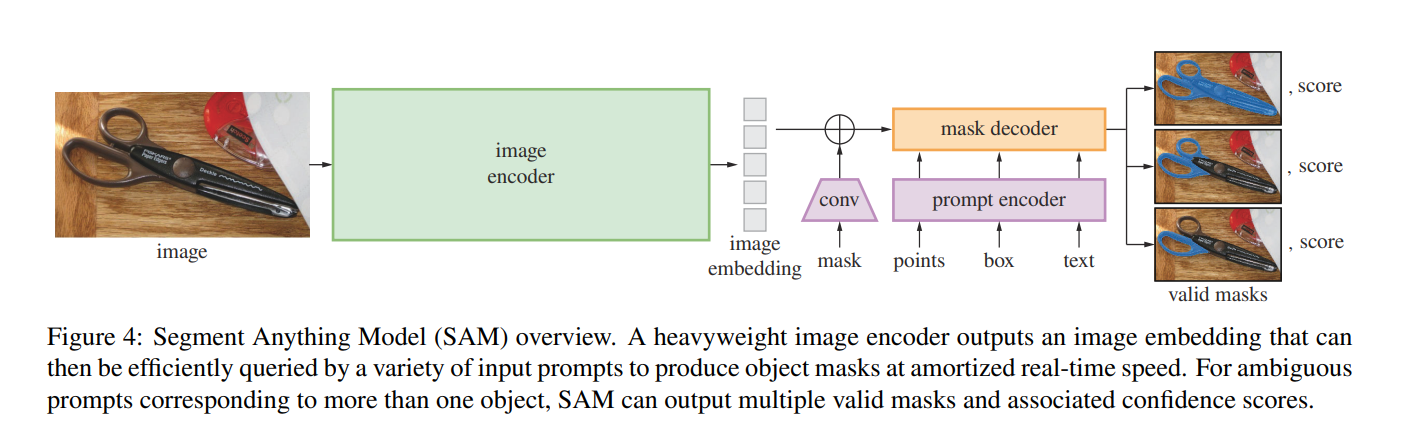 image
image
encoder
image
embedding
conv
mask
mask decoder
prompt encoder
points
box
text
, score
, score
, score
valid masks
Figure 4: Segment Anything Model (SAM) overview. A heavyweight image encoder outputs an image embedding that can
then be efficiently queried by a variety of input prompts to produce object masks at amortized real-time speed. For ambiguous
prompts corresponding to more than one object, SAM can output multiple valid masks and associated confidence scores.